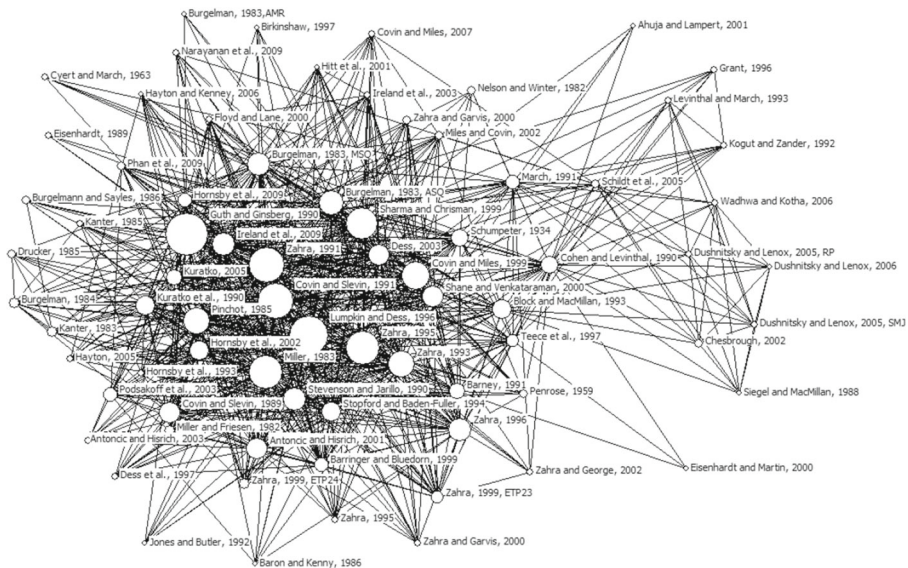 Burgelman, 1983,AMR
Ahuja and Lampert, 2001
Birkinshaw, 1997
Covin and Miles, 2007
Narayanan et al., 2009
Hitt et al., 2001
Grant, 1996
Cyert and March, 1963
Hayton and Kenney, 2006
Ireland et al., 2003
Nelson and Winter, 1982
Levinthal and March, 1993
Floyd and Lane, 2000
Zahra and Garvis, 2000
Eisenhardt, 1989
Miles and Covin, 2002
Kogut and Zander, 1992
Burgelman, 1983, MSO
Phan et al., 2009
March, 1991
Schildt et al., 2005
Hornsby et al., 2009
Burgelman, 1983, ASQ
Burgelmann and Sayles, 1986
Wadhwa and Kotha, 2006
Guth and Ginsberg, 1990
Sharma and Chrisman, 1999
Kanter, 1985
Schumpeter, 1934
Ireland et al., 2009
Zahra, 1991
Dess, 2003
Drucker, 1985
Dushnitsky and Lenox, 2005, RP
Covin and Miles, 1999
Cohen and Levinthal, 1990
Dushnitsky and Lenox, 2006
Kuratko, 2005
Covin and Slevin, 1991
Shane and Venkataraman, 2000
Burgelman, 1984
Kuratko et al., 1990
Block and MacMillan, 1993
Pinchot, 1985
Lumpkin and Dess, 1996
Dushnitsky and Lenox, 2005, SMJ
Kanter, 1983
Zahra, 1995
Teece et al., 1997
Chesbrough, 2002
Hornsby et al., 2002
Hayton, 2005
Miller, 1983
Zahra, 1993
Hornsby et al., 1993
Podsakoff et al., 2003
Stevenson and Jarillo, 1990
Barney, 1991
Penrose, 1959
Siegel and MacMillan, 1988
Covin and Slevin, 1989
Stopford and Baden-Fuller, 1994
Zahra, 1996
Miller and Friesen, 1982
Antoncic and Hisrich, 2003
Antoncic and Hisrich, 2001
Barringer and Bluedorn, 1999
Eisenhardt and Martin, 2000
Zahra and George, 2002
Dess et al., 1997
Zahra, 1999, ETP24
Zahra, 1999, ETP23
Zahra, 1995
Jones and Butler, 1992
Zahra and Garvis, 2000
Baron and Kenny, 1986